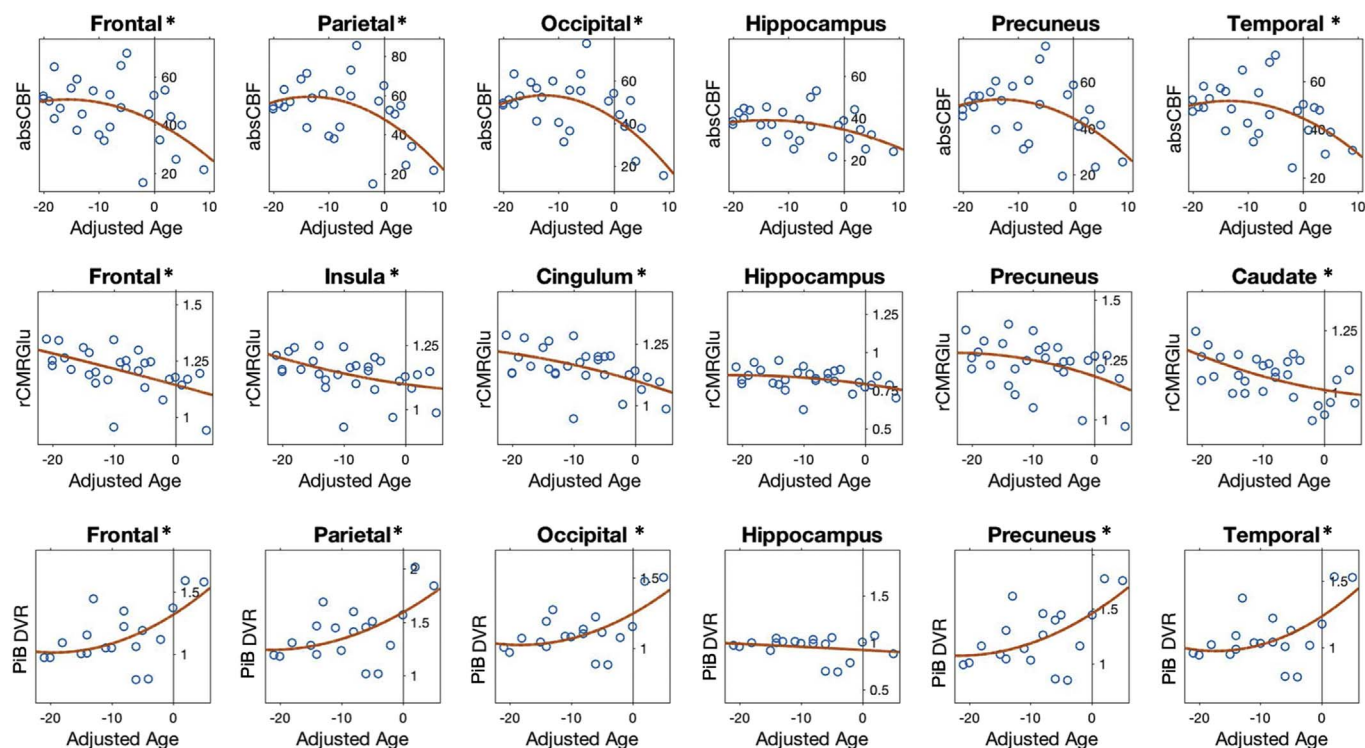 Frontal * Parietal * Occipital * Hippocampus Precuneus Temporal *
absCBF absCBF absCBF absCBF absCBF absCBF
60 80 60 60 60 60
60
40 40 40 40 40 40
20 20 20 20 20 20
-20 -10 0 10 -20 -10 0 10 -20 -10 0 10 -20 -10 0 10 -20 -10 0 10 -20 -10 0 10
Adjusted Age Adjusted Age Adjusted Age Adjusted Age Adjusted Age Adjusted Age
Frontal * Insula * Cingulum * Hippocampus Precuneus Caudate *
rCMRGlu rCMRGlu rCMRGlu rCMRGlu rCMRGlu rCMRGlu
1.5 1.25 1.25 1.25 1.5 1.25
1.25 1 1 1 1.25 1
1 0.75 1
0.5
-20 -10 0 -20 -10 0 -20 -10 0 -20 -10 0 -20 -10 0 -20 -10 0
Adjusted Age Adjusted Age Adjusted Age Adjusted Age Adjusted Age Adjusted Age
Frontal * Parietal * Occipital * Hippocampus Precuneus * Temporal *
PiB DVR PiB DVR PiB DVR PiB DVR PiB DVR PiB DVR
1.5 2 1.5 1.5 1.5 1.5
1 1.5 1 1 1 1
1 0.5
-20 -10 0 -20 -10 0 -20 -10 0 -20 -10 0 -20 -10 0 -20 -10 0
Adjusted Age Adjusted Age Adjusted Age Adjusted Age Adjusted Age Adjusted Age